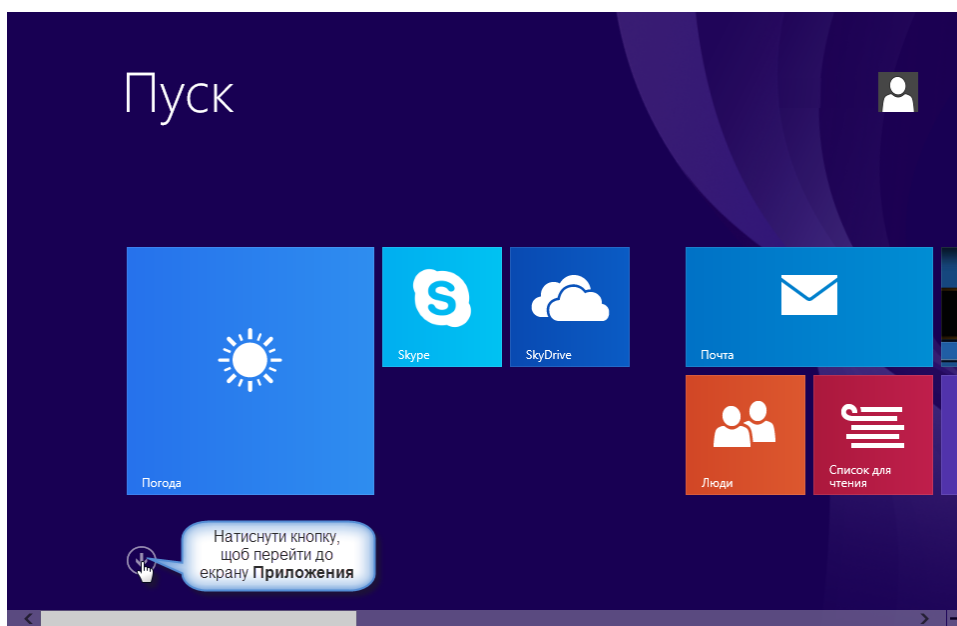 Пуск
Skype
SkyDrive
Почта
Погода
Люди
Список для
чтения
Натиснути кнопку,
щоб перейти до
екрану Приложения